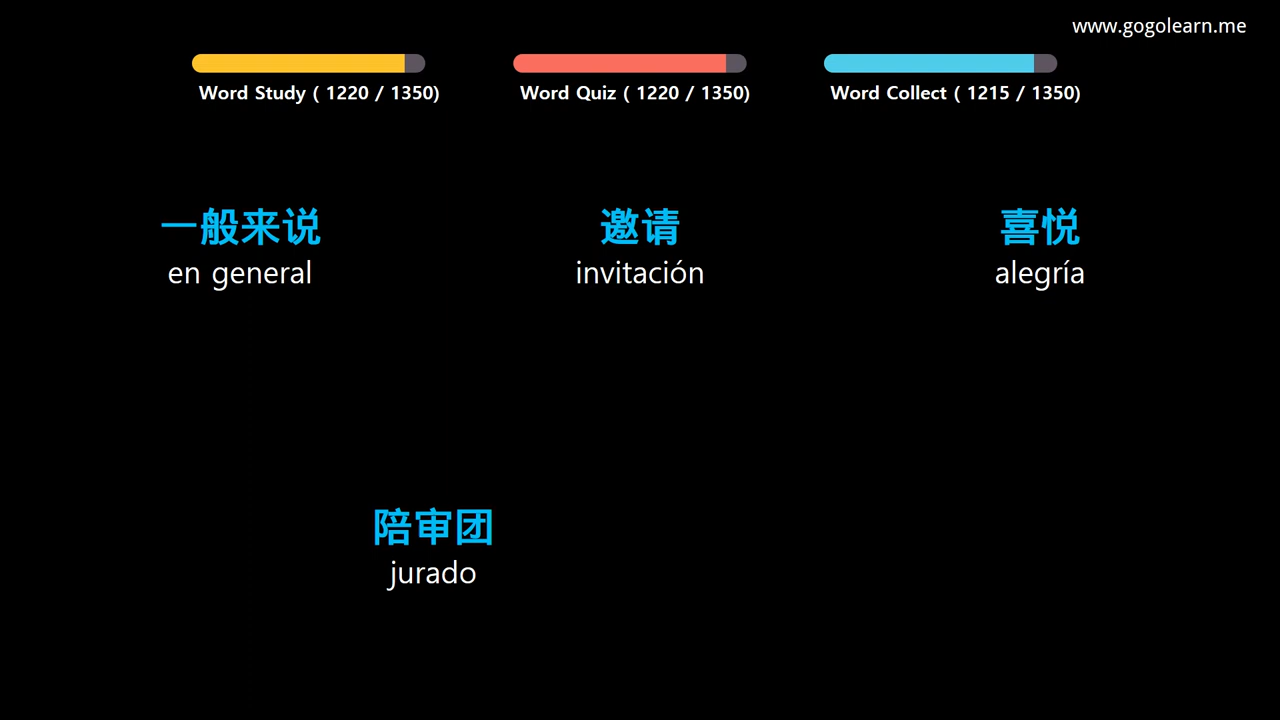 www.gogolearn.me
Word Study ( 1220 / 1350)
Word Quiz ( 1220 / 1350)
Word Collect ( 1215 / 1350)
一般来说
en general
邀请
invitación
喜悦
alegría
陪审团
jurado